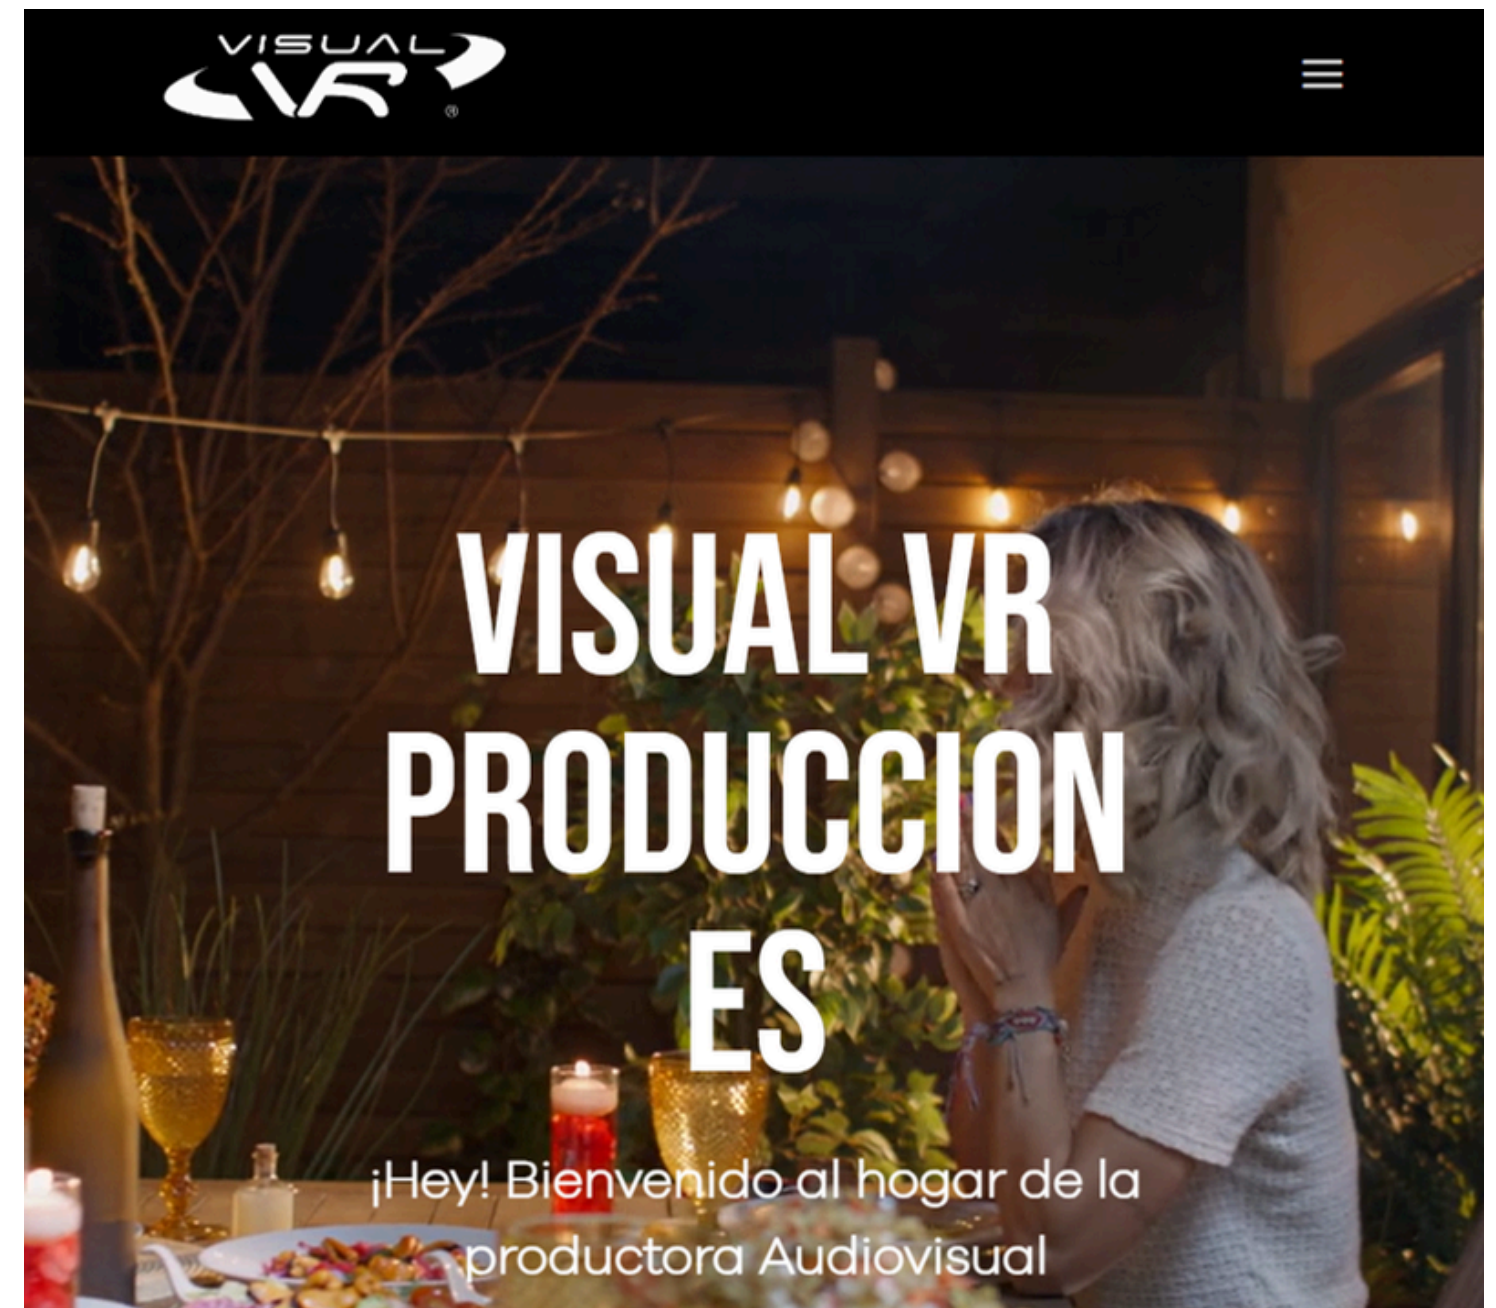 VISUAL
VR
®
VISUAL VR
PRODUCCION
ES
¡Hey! Bienvenido al hogar de la
productora Audiovisual